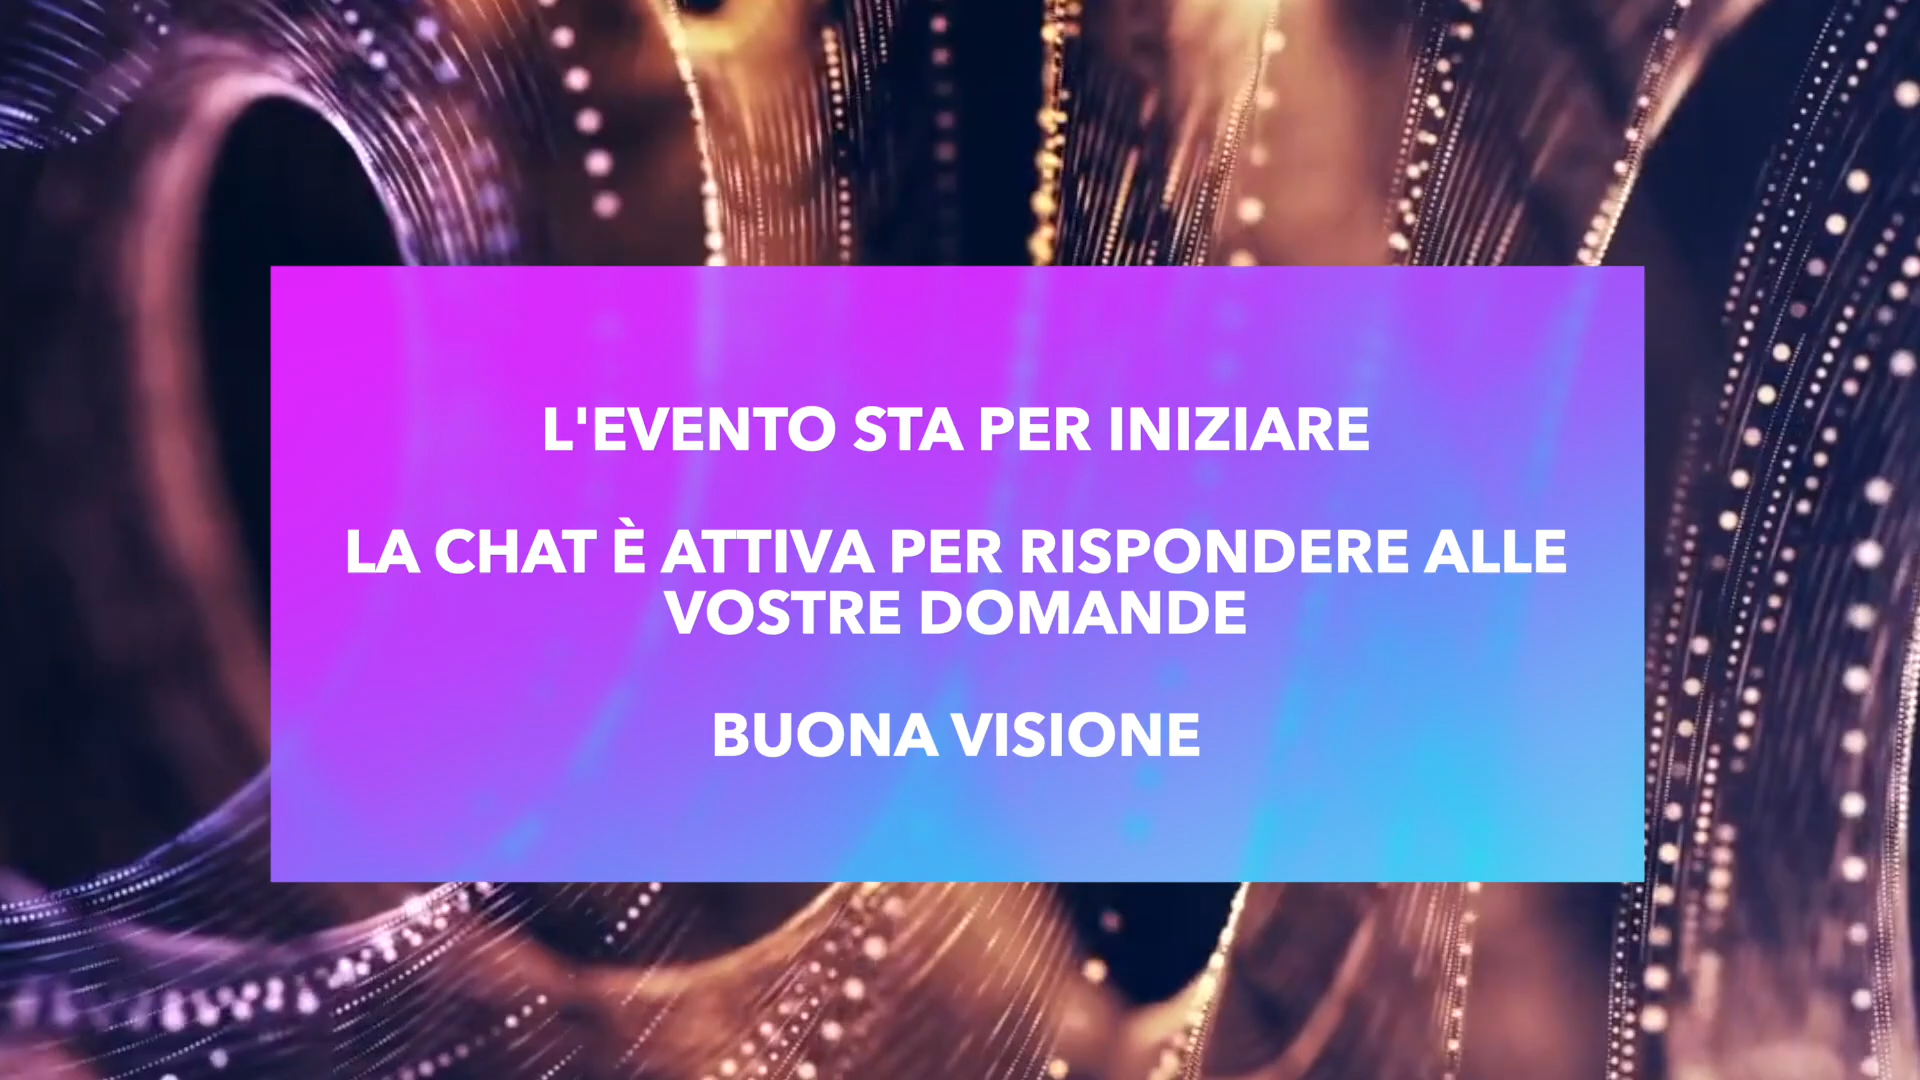 L'EVENTO STA PER INIZIARE
LA CHAT È ATTIVA PER RISPONDERE ALLE
VOSTRE DOMANDE
BUONA VISIONE